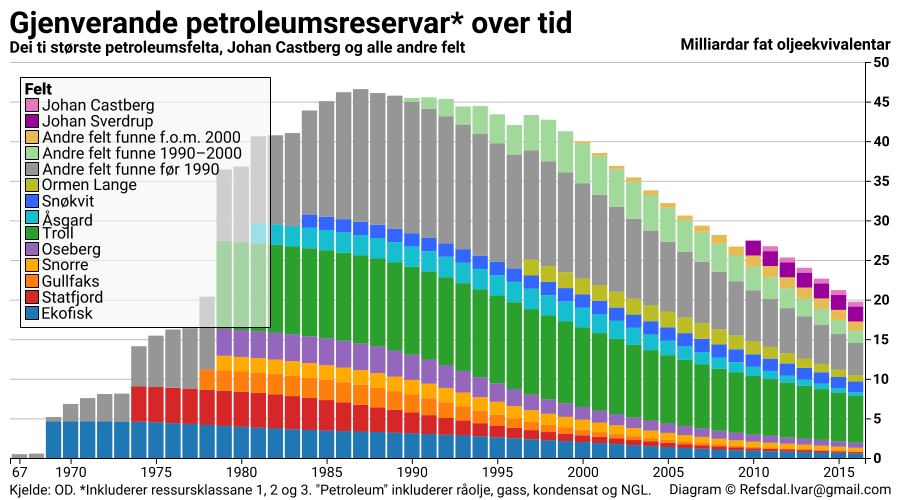 Gjenverande petroleumsreservar* over tid
Dei ti største petroleumsfelta, Johan Castberg og alle andre felt
Milliardar fat oljeekvivalentar
Felt
Johan Castberg
Johan Sverdrup
Andre felt funne f.o.m. 2000
Andre felt funne 1990–2000
Andre felt funne før 1990
Ormen Lange
Snøkvit
Åsgard
Troll
Oseberg
Snorre
Gullfaks
Statfjord
Ekofisk
50
45
40
35
30
25
20
15
10
5
0
67 1970 1975 1980 1985 1990 1995 2000 2005 2010 2015
Kjelde: OD. *Inkluderer ressursklassane 1, 2 og 3. "Petroleum" inkluderer råolje, gass, kondensat og NGL. Diagram © Refsdal.Ivar@gmail.com